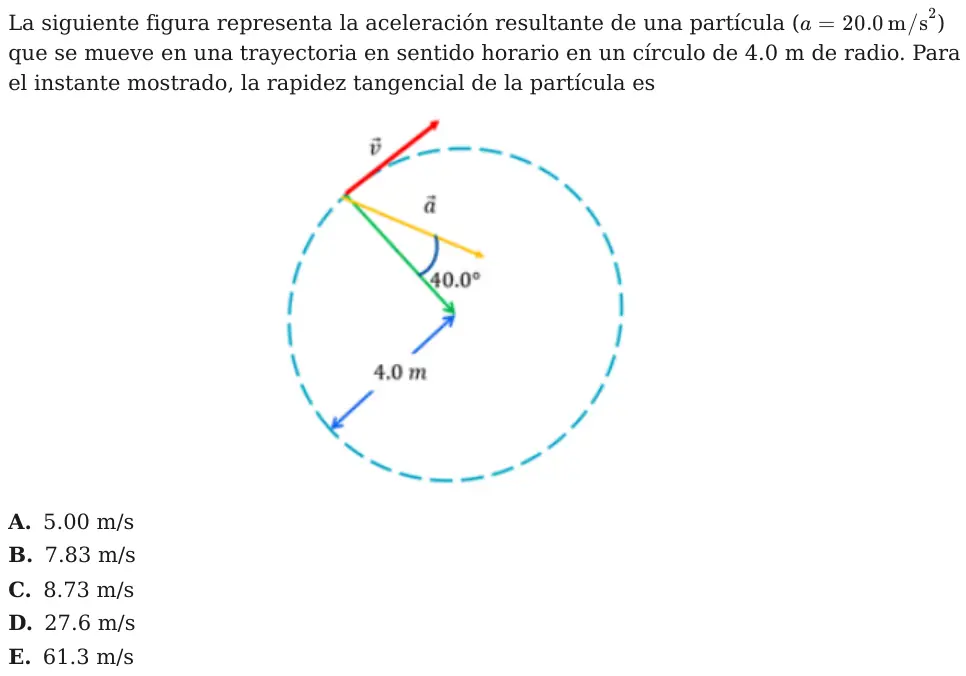 La siguiente figura representa la aceleración resultante de una partícula (a = 20.0 m/s²)
que se mueve en una trayectoria en sentido horario en un círculo de 4.0 m de radio. Para
el instante mostrado, la rapidez tangencial de la partícula es
v⃗
a⃗
40.0°
4.0 m
A. 5.00 m/s
B. 7.83 m/s
C. 8.73 m/s
D. 27.6 m/s
E. 61.3 m/s